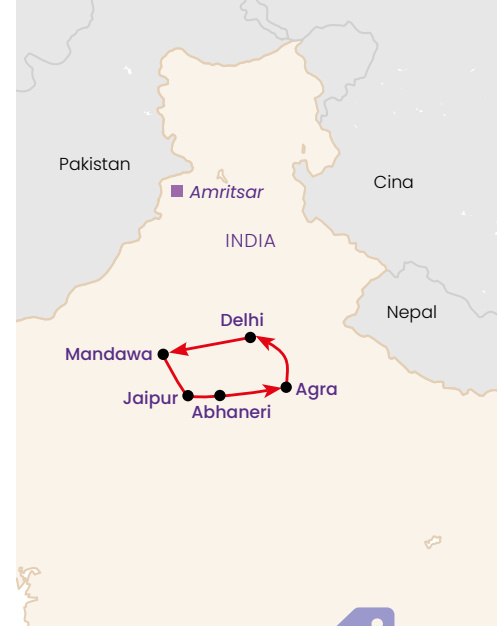 Pakistan
Cina
Amritsar
INDIA
Nepal
Delhi
Mandawa
Agra
Jaipur
Abhaneri